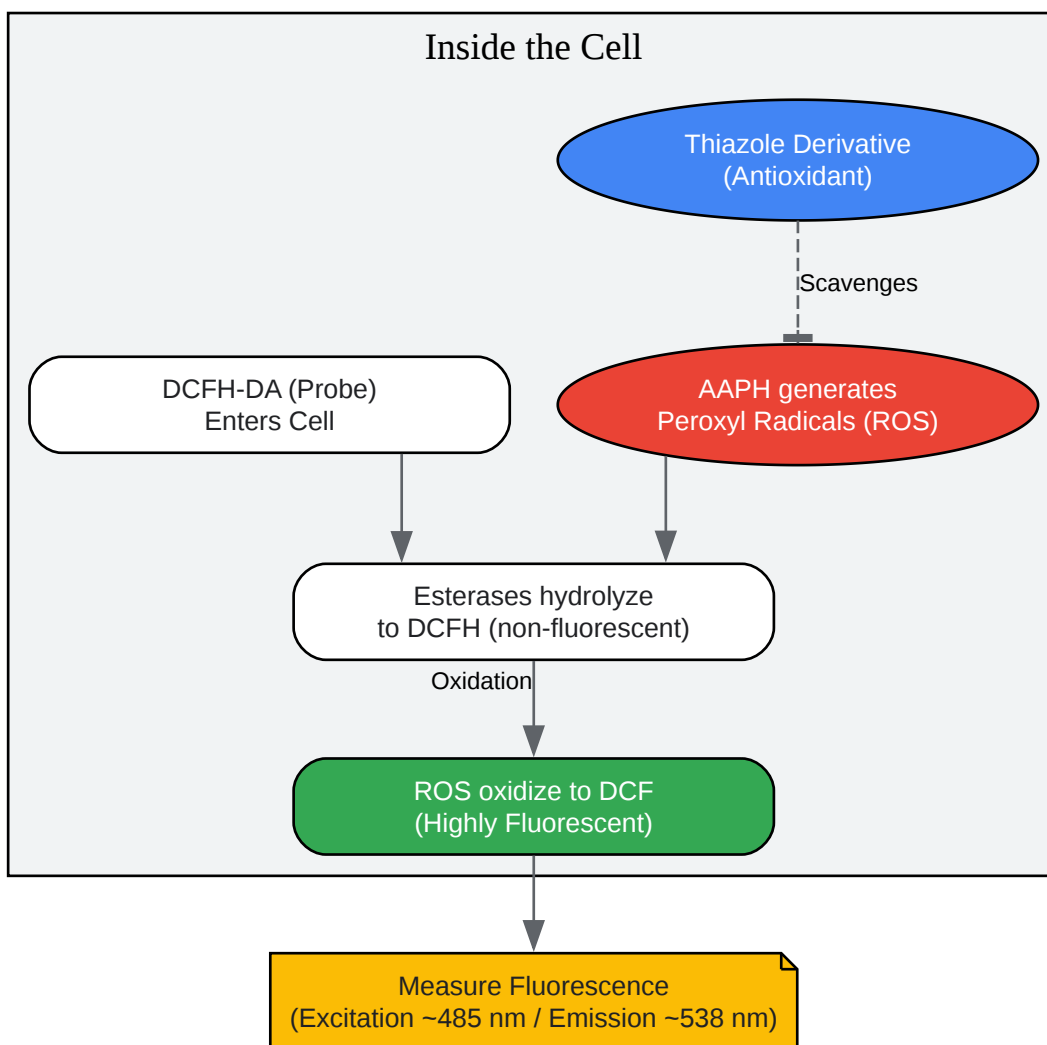 Inside the Cell
Thiazole Derivative
(Antioxidant)
Scavenges
DCFH-DA (Probe)
Enters Cell
AAPH generates
Peroxyl Radicals (ROS)
Esterases hydrolyze
to DCFH (non-fluorescent)
Oxidation
ROS oxidize to DCF
(Highly Fluorescent)
Measure Fluorescence
(Excitation ~485 nm / Emission ~538 nm)